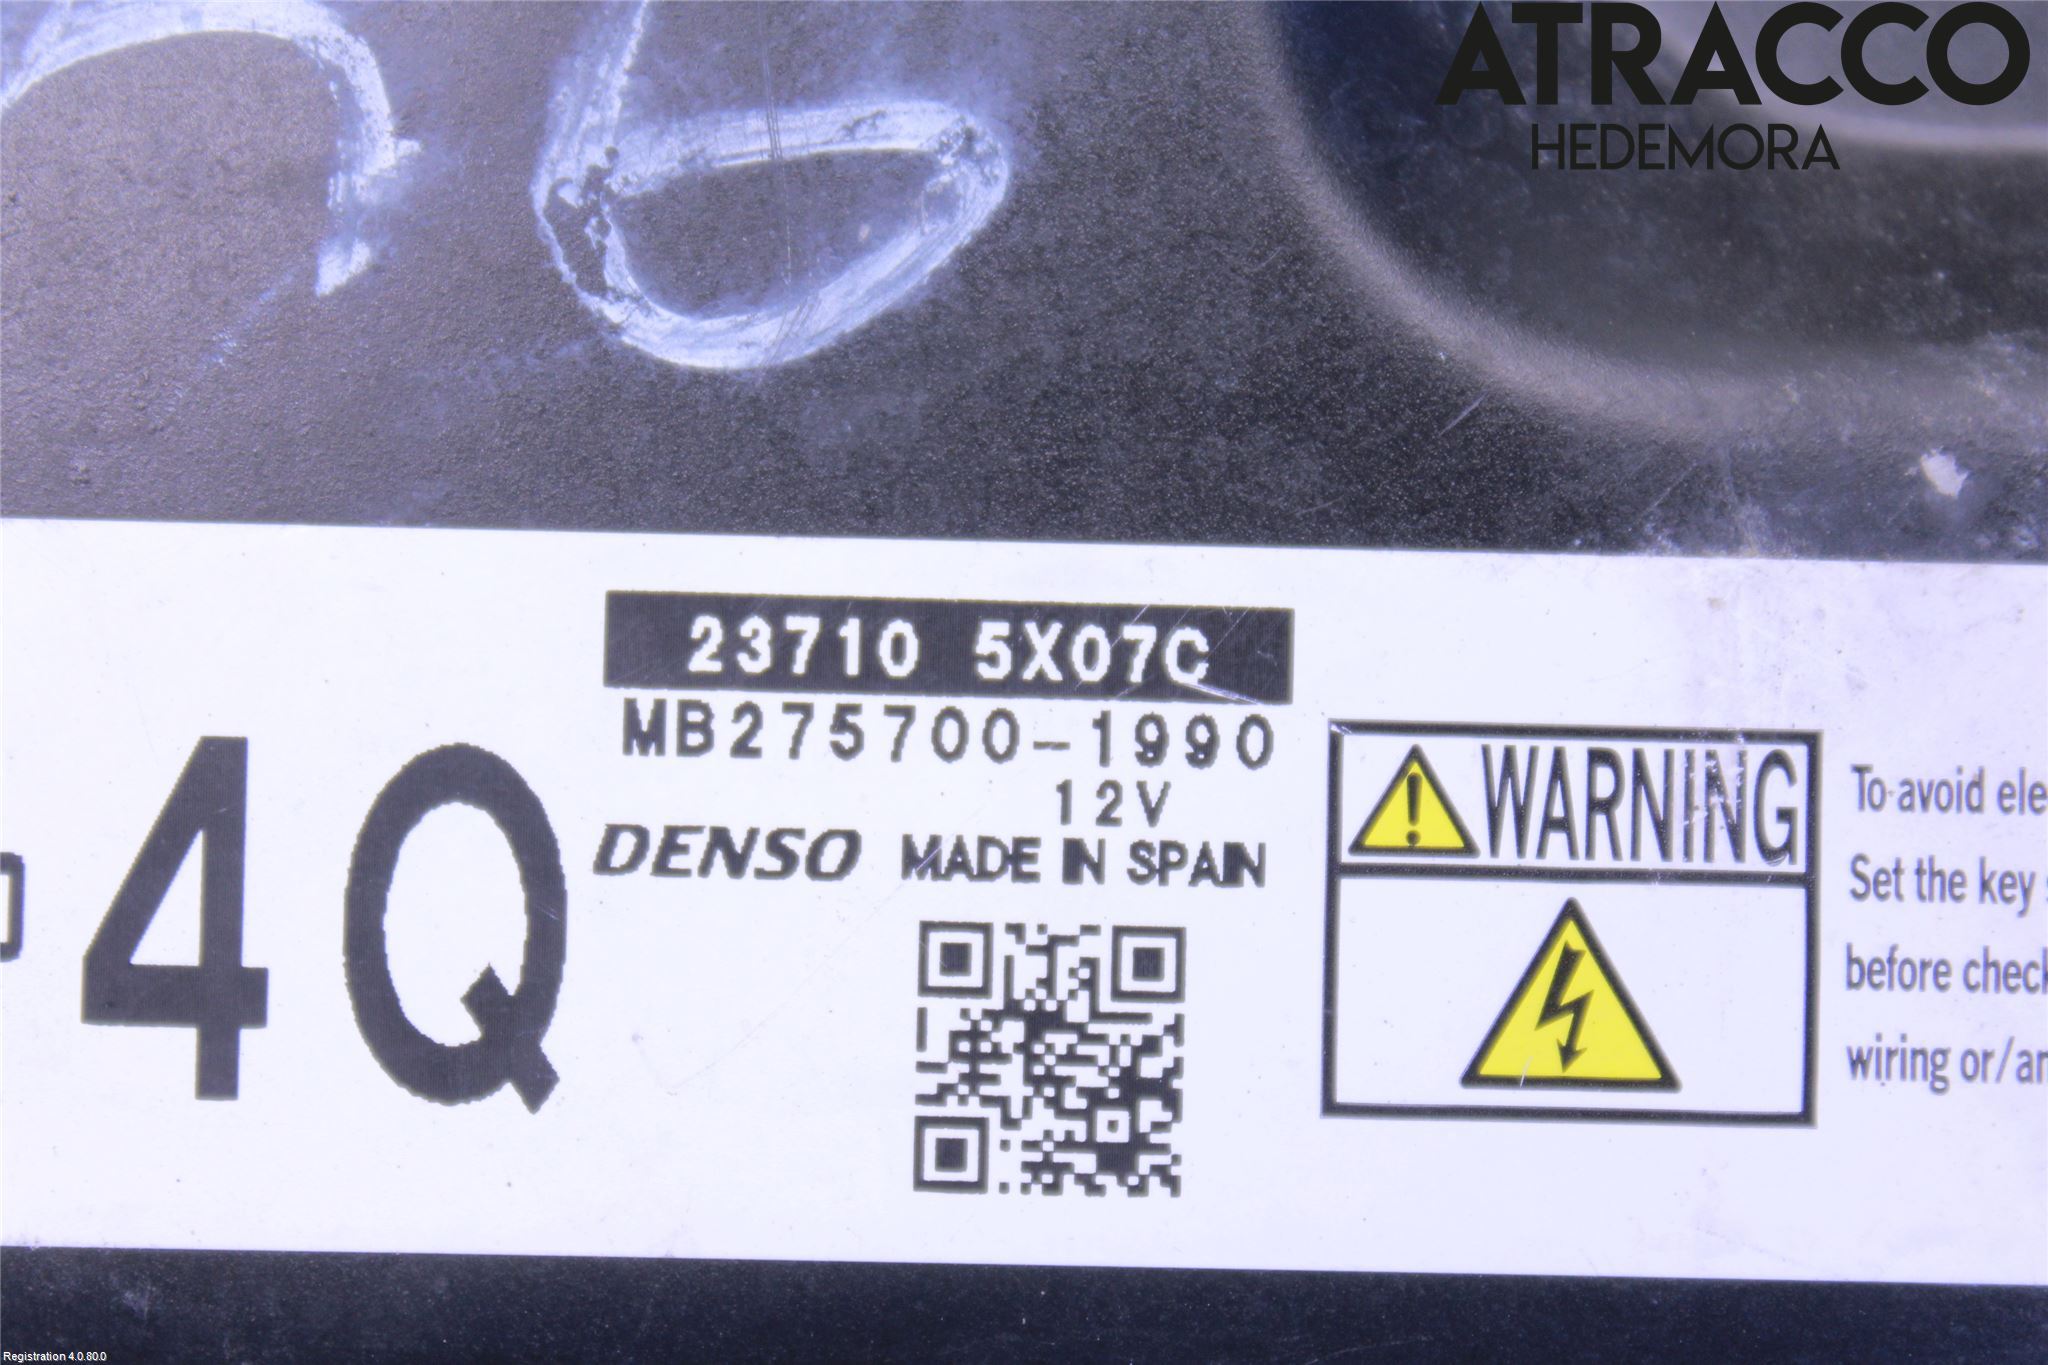 ATRACCO
HEDEMORA
6
23710 5X07C
MB275700-1990
12V
DENSO MADE IN SPAIN
4Q
WARNING
To avoid ele
Set the key
before check
wiring or/an
Registration 4.0.80.0